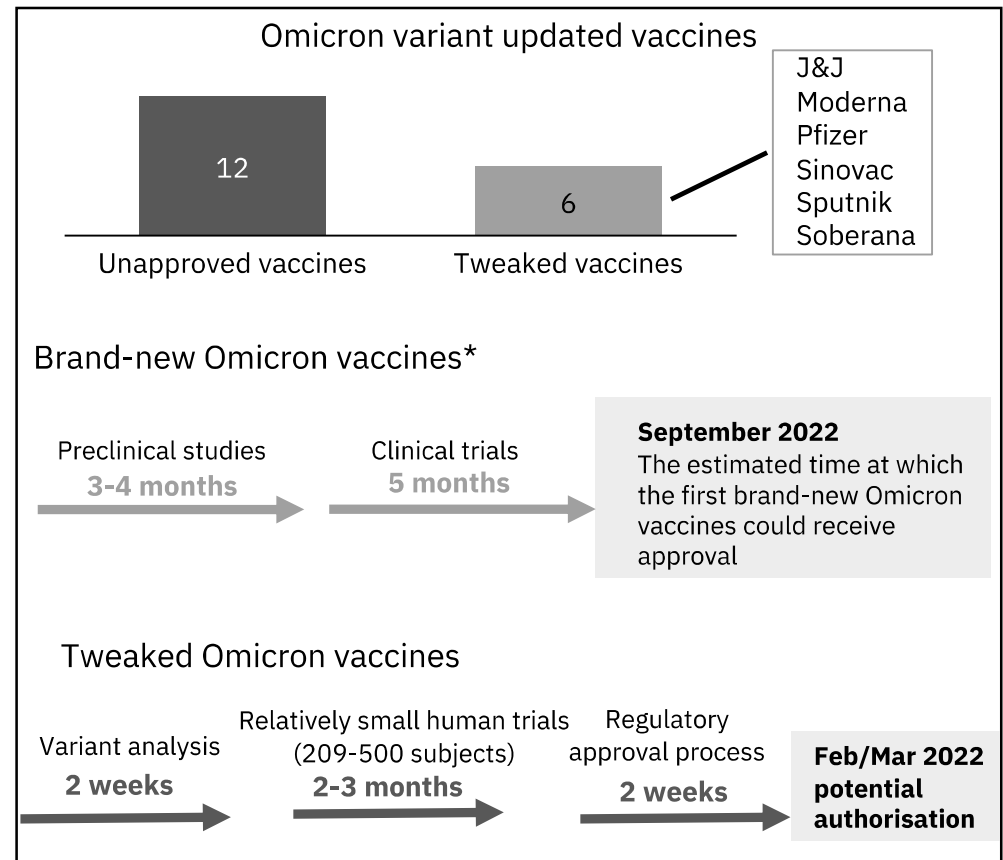 Omicron variant updated vaccines
J&J
Moderna
Pfizer
Sinovac
Sputnik
Soberana
12
6
Unapproved vaccines
Tweaked vaccines
Brand-new Omicron vaccines*
Preclinical studies
3-4 months
Clinical trials
5 months
September 2022
The estimated time at which
the first brand-new Omicron
vaccines could receive
approval
Tweaked Omicron vaccines
Variant analysis
2 weeks
Relatively small human trials
(209-500 subjects)
2-3 months
Regulatory
approval process
2 weeks
Feb/Mar 2022
potential
authorisation